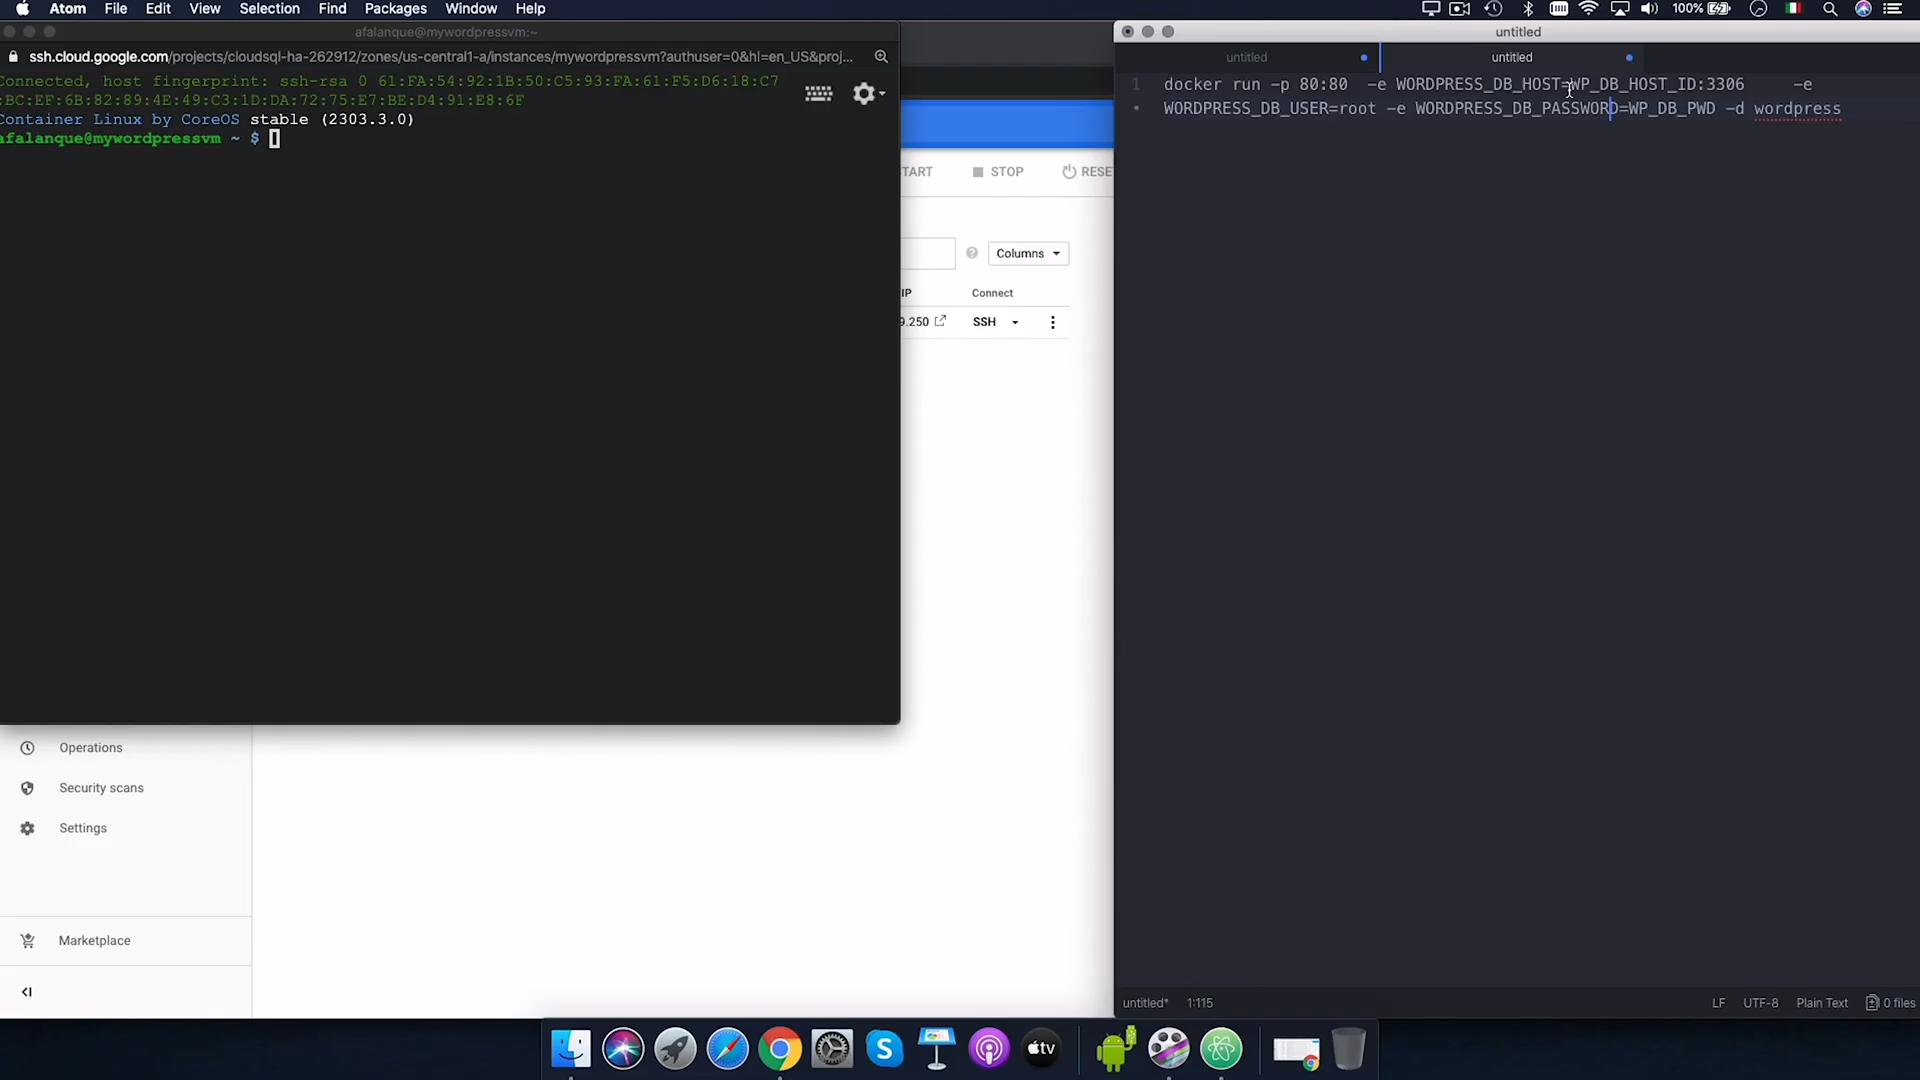 Atom File Edit View Selection Find Packages Window Help
100%
afalanque@mywordpressvm:~
ssh.cloud.google.com/projects/cloudsql-ha-262912/zones/us-central1-a/instances/mywordpressvm?authuser=0&hl=en_US&proj...
Connected, host fingerprint: ssh-rsa 0 61:FA:54:92:1B:50:C5:93:FA:61:F5:D6:18:C7
:BC:EF:6B:82:89:4E:49:C3:1D:DA:72:75:E7:BE:D4:91:E8:6F
Container Linux by CoreOS stable (2303.3.0)
afalanque@mywordpressvm ~ $
START STOP RESE
Columns
IP Connect
9.250 SSH
Operations
Security scans
Settings
Marketplace
untitled
untitled untitled
1 docker run -p 80:80 -e WORDPRESS_DB_HOST=WP_DB_HOST_ID:3306 -e
WORDPRESS_DB_USER=root -e WORDPRESS_DB_PASSWORD=WP_DB_PWD -d wordpress
untitled* 1:115 LF UTF-8 Plain Text 0 files
tv